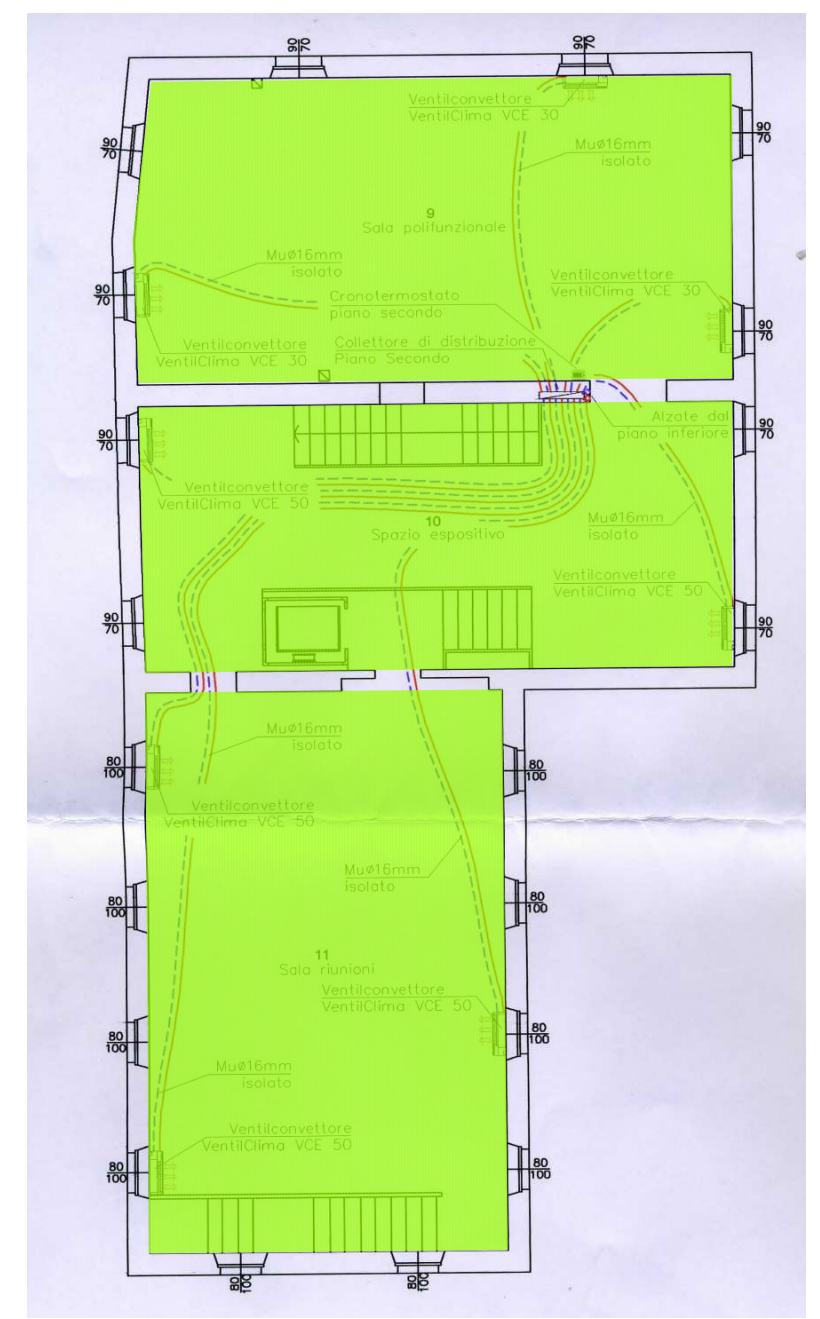 90
70
90
70
Ventilconvettore
VentilClima VCE 30
90
70
Muø16mm
isolato
90
70
9
Sala polifunzionale
Muø16mm
isolato
Ventilconvettore
VentilClima VCE 30
90
70
Cronotermostato
piano secondo
Ventilconvettore
VentilClima VCE 30
Collettore di distribuzione
Piano Secondo
90
70
90
70
Alzate dal
piano inferiore
90
70
Ventilconvettore
VentilClima VCE 50
10
Spazio espositivo
Muø16mm
isolato
Ventilconvettore
VentilClima VCE 50
90
70
90
70
Muø16mm
isolato
80
100
80
100
Ventilconvettore
VentilClima VCE 50
Muø16mm
isolato
80
100
80
100
11
Sala riunioni
Ventilconvettore
VentilClima VCE 50
80
100
80
100
Muø16mm
isolato
Ventilconvettore
VentilClima VCE 50
80
100
80
100
80
100
80
100